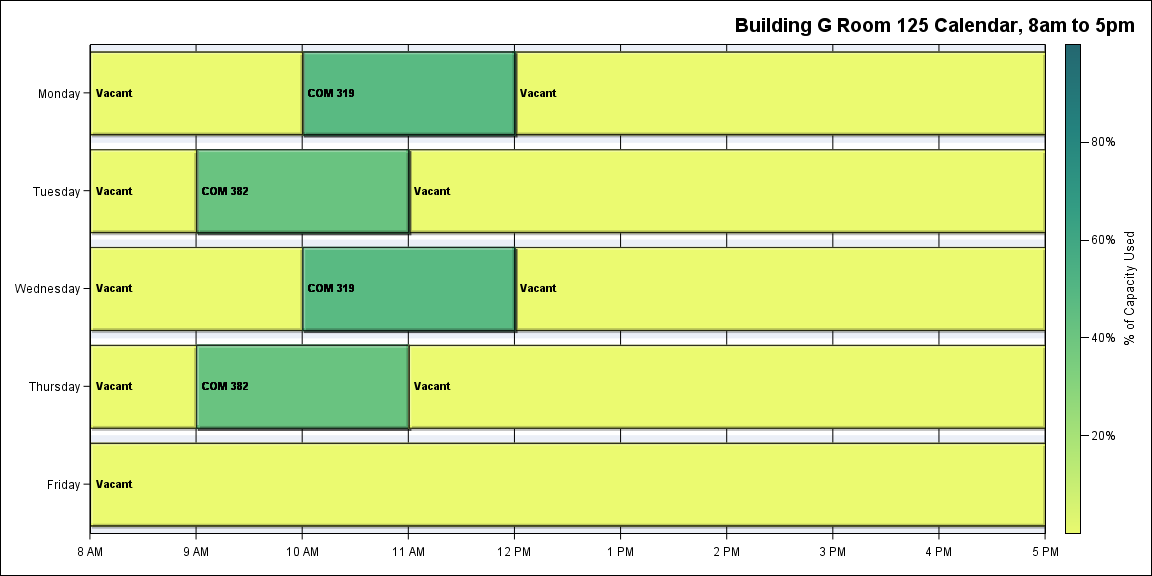 Building G Room 125 Calendar, 8am to 5pm
Monday
Vacant
COM 319
Vacant
Tuesday
Vacant
COM 382
Vacant
Wednesday
Vacant
COM 319
Vacant
Thursday
Vacant
COM 382
Vacant
Friday
Vacant
8 AM
9 AM
10 AM
11 AM
12 PM
1 PM
2 PM
3 PM
4 PM
5 PM
80%
60%
40%
20%
% of Capacity Used